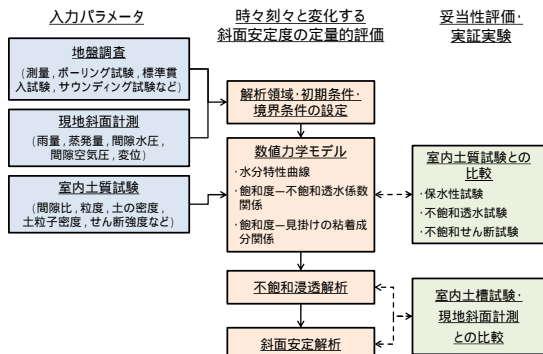 入力パラメータ
時々刻々と変化する
斜面安定度の定量的評価
妥当性評価・
実証実験
地盤調査
(測量,ボーリング試験,標準貫
入試験,サウンディング試験など)
現地斜面計測
(雨量,蒸発量,間隙水圧,
間隙空気圧,変位)
室内土質試験
(間隙比,粒度,土の密度,
土粒子密度,せん断強度など)
解析領域・初期条件・
境界条件の設定
数値力学モデル
・水分特性曲線
・飽和度―不飽和透水係数
関係
・飽和度―見掛けの粘着成
分関係
不飽和浸透解析
斜面安定解析
室内土質試験との
比較
・保水性試験
・不飽和透水試験
・不飽和せん断試験
室内土槽試験・
現地斜面計測
との比較